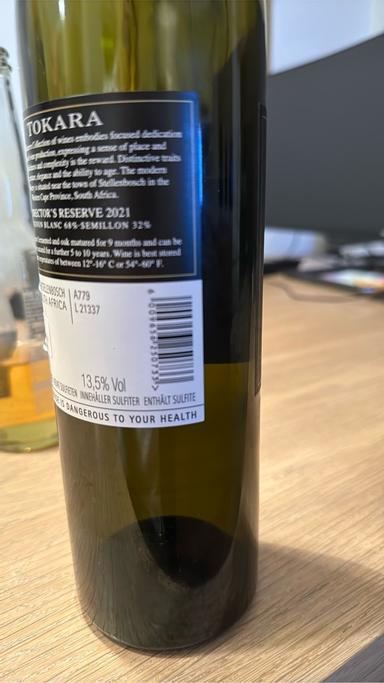 TOKARA
collection of wines embodies focused dedication
production, expressing a sense of place and
and complexity is the reward. Distinctive traits
elegance and the ability to age. The modern
is situated near the town of Stellenbosch in the
Cape Province, South Africa.
DIRECTOR'S RESERVE 2021
BLANC 68%-SEMILLON 32%
and oak matured for 9 months and can be
for a further 5 to 10 years. Wine is best stored
temperatures of between 12°-16° C or 54°-60° F.
STELLENBOSCH
AFRICA
A779
L21337
13,5% Vol
INNEHÅLLER SULFITER ENTHÄLT SULFITE
IS DANGEROUS TO YOUR HEALTH